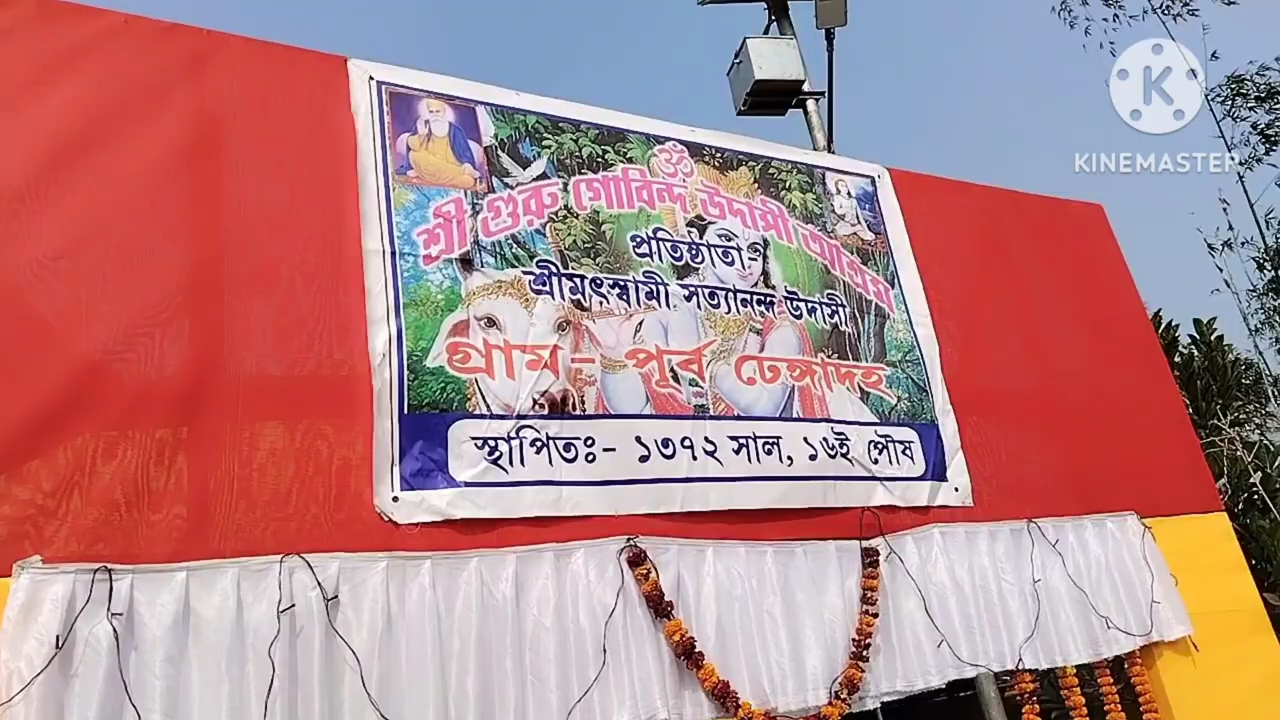 ॐ
श्री গুরু গোবিন্দ উদাসী আশ্রম
প্রতিষ্ঠাতা-
শ্রীমৎস্বামী সত্যানন্দ উদাসী
গ্রাম- পূর্ব ঢেঙ্গাদহ
স্থাপিতঃ- ১৩৭২ সাল, ১৬ই পৌষ
K
KINEMASTER